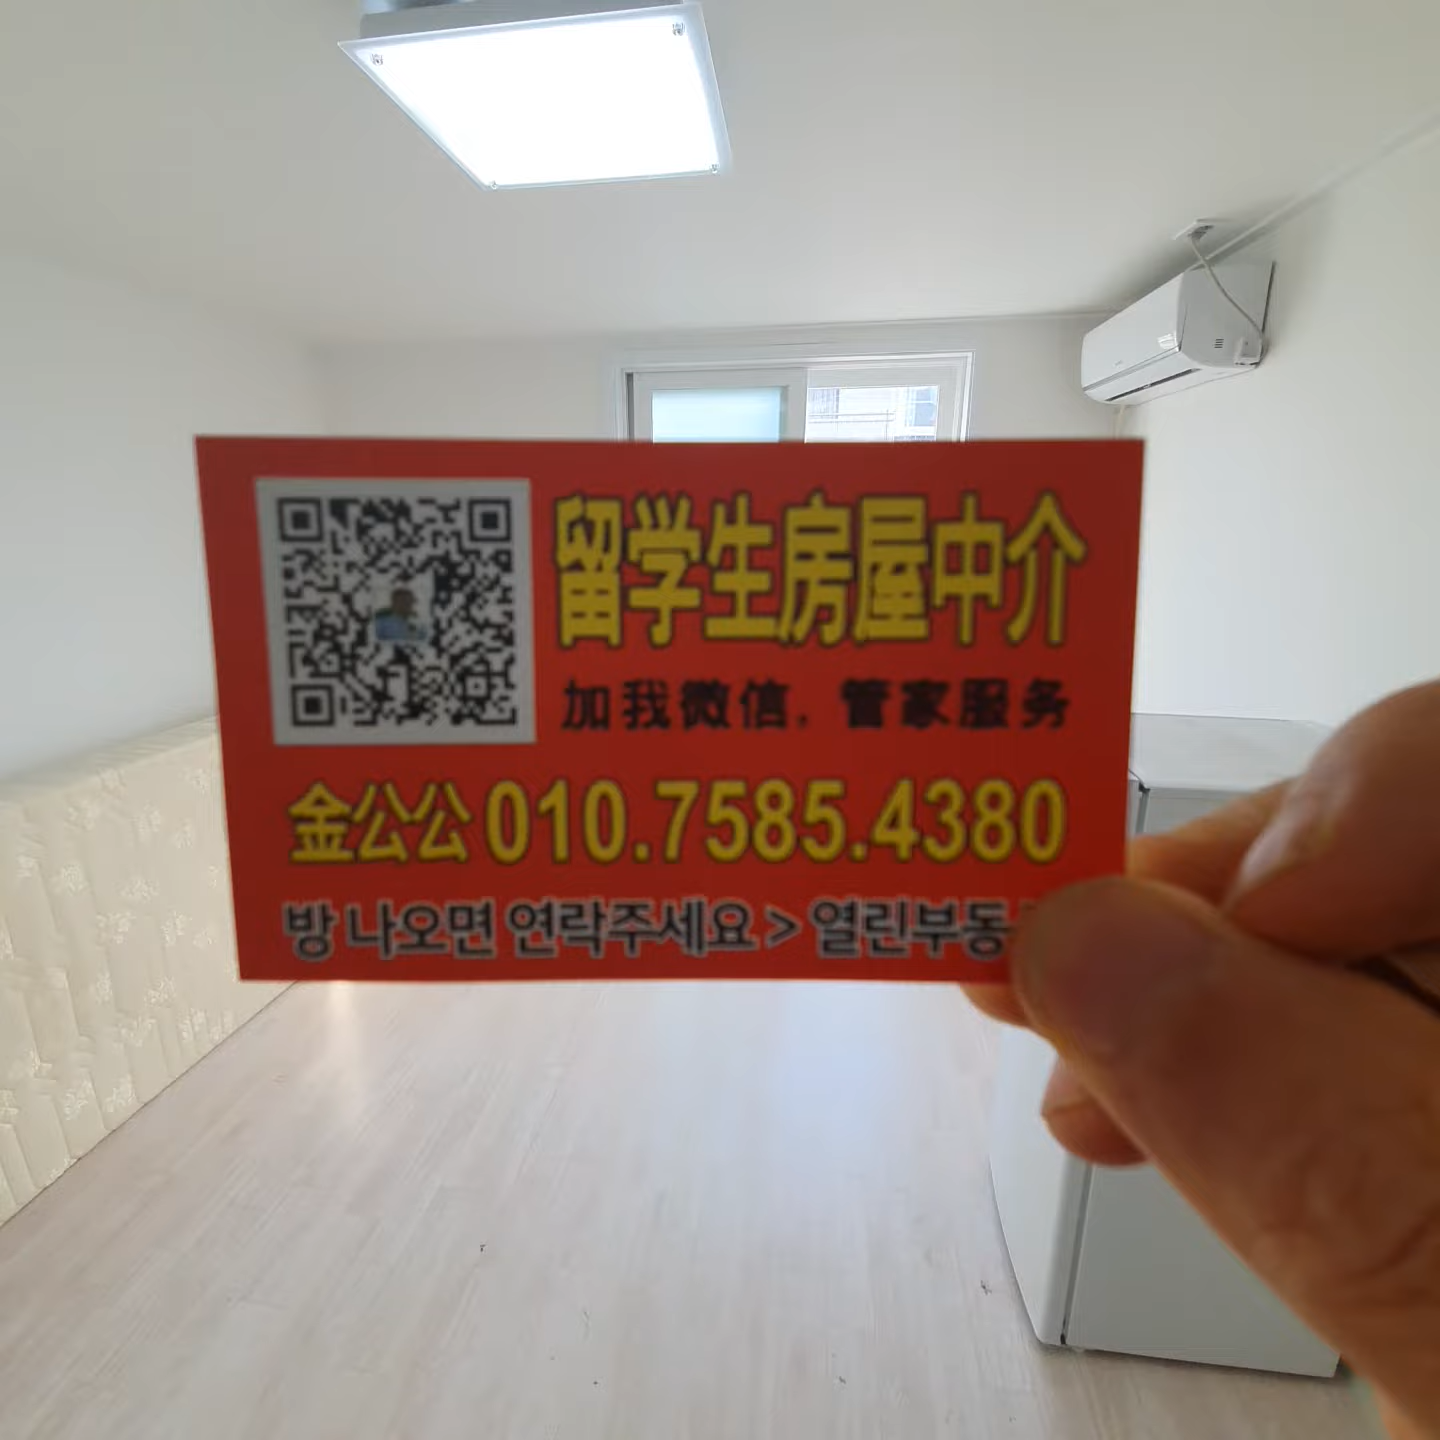 留学生房屋中介
加我微信，管家服务
金公公 010.7585.4380
방 나오면 연락주세요 > 열린부동